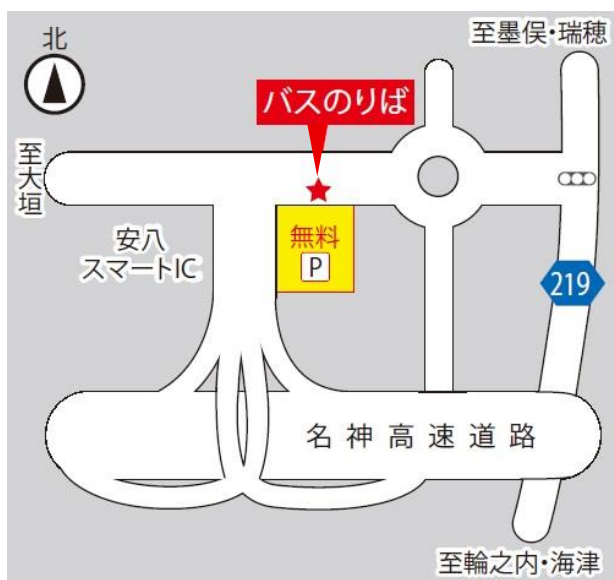 北
至墨俣・瑞穂
バスのりば
至大垣
無料
P
安八
スマートIC
219
名神高速道路
至輪之内・海津